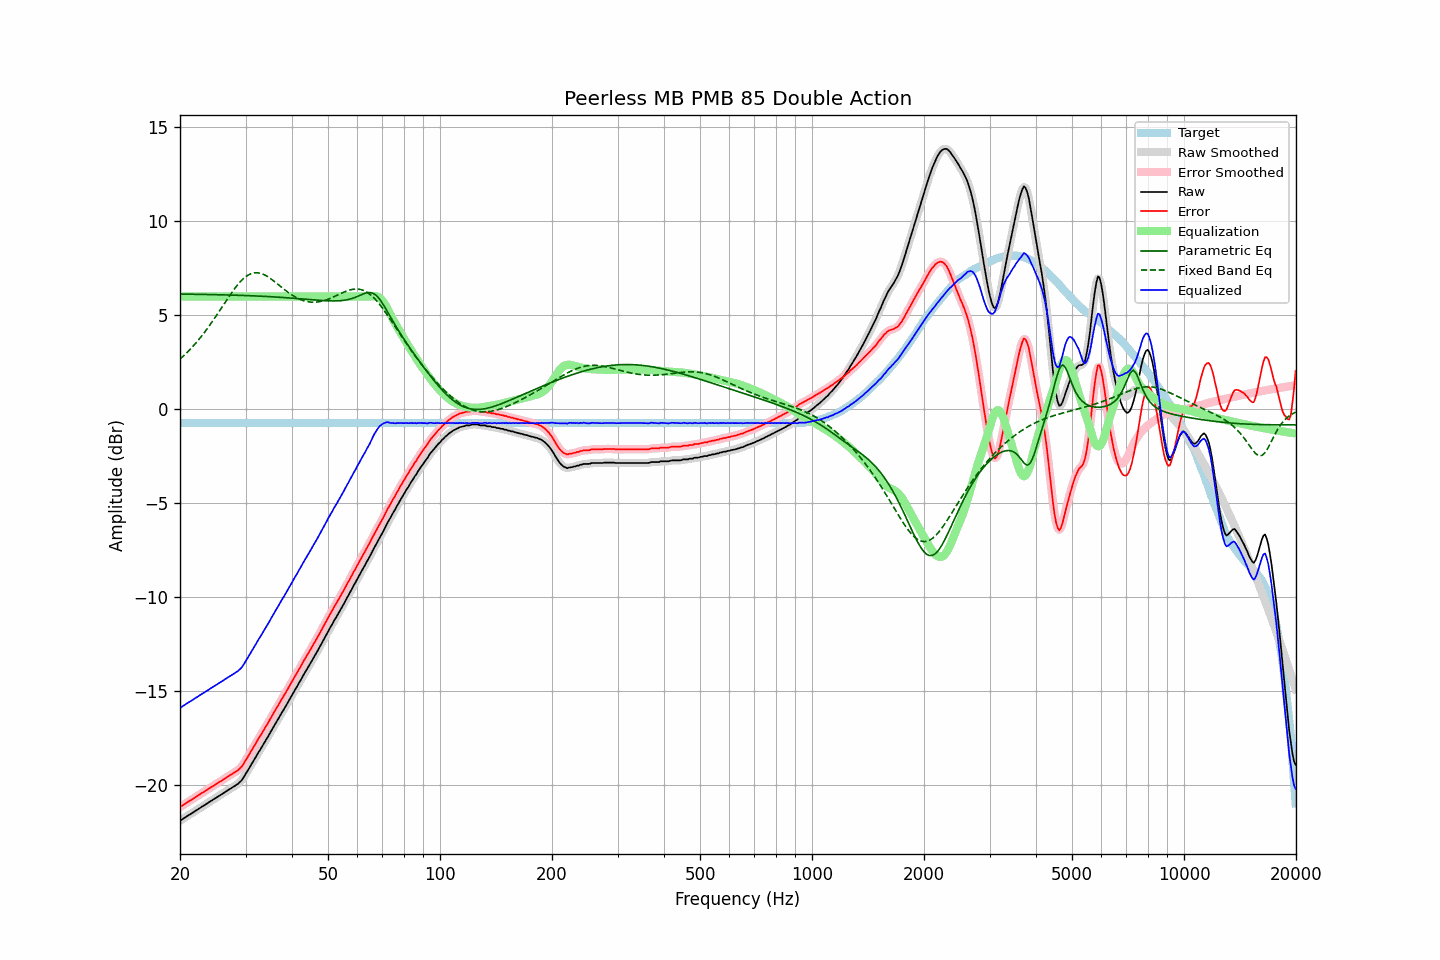 Peerless MB PMB 85 Double Action
Amplitude (dBr)
15
10
5
0
−5
−10
−15
−20
20
50
100
200
500
1000
2000
5000
10000
20000
Frequency (Hz)
Target
Raw Smoothed
Error Smoothed
Raw
Error
Equalization
Parametric Eq
Fixed Band Eq
Equalized